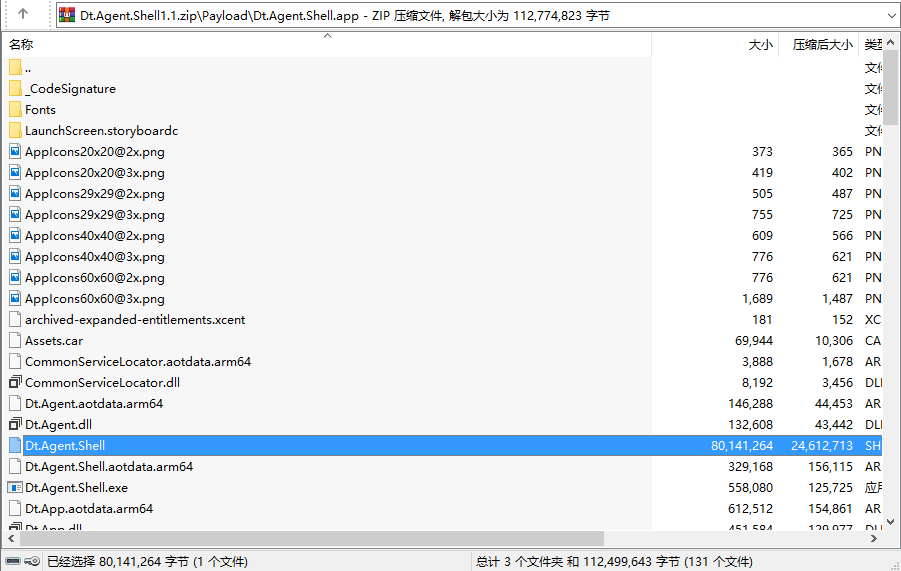 Dt.Agent.Shell1.1.zip\Payload\Dt.Agent.Shell.app - ZIP 压缩文件, 解包大小为 112,774,823 字节
名称 大小 压缩后大小 类型
.. 文件
_CodeSignature 文件
Fonts 文件
LaunchScreen.storyboardc 文件
AppIcons20x20@2x.png 373 365 PN
AppIcons20x20@3x.png 419 402 PN
AppIcons29x29@2x.png 505 487 PN
AppIcons29x29@3x.png 755 725 PN
AppIcons40x40@2x.png 609 566 PN
AppIcons40x40@3x.png 776 621 PN
AppIcons60x60@2x.png 776 621 PN
AppIcons60x60@3x.png 1,689 1,487 PN
archived-expanded-entitlements.xcent 181 152 XC
Assets.car 69,944 10,306 CA
CommonServiceLocator.aotdata.arm64 3,888 1,678 AR
CommonServiceLocator.dll 8,192 3,456 DL
Dt.Agent.aotdata.arm64 146,288 44,453 AR
Dt.Agent.dll 132,608 43,442 DL
Dt.Agent.Shell 80,141,264 24,612,713 SH
Dt.Agent.Shell.aotdata.arm64 329,168 156,115 AR
Dt.Agent.Shell.exe 558,080 125,725 应用
Dt.App.aotdata.arm64 612,512 154,861 AR
Dt.App.dll 451,584 129,977 DL
已经选择 80,141,264 字节 (1 个文件) 总计 3 个文件夹 和 112,499,643 字节 (131 个文件)